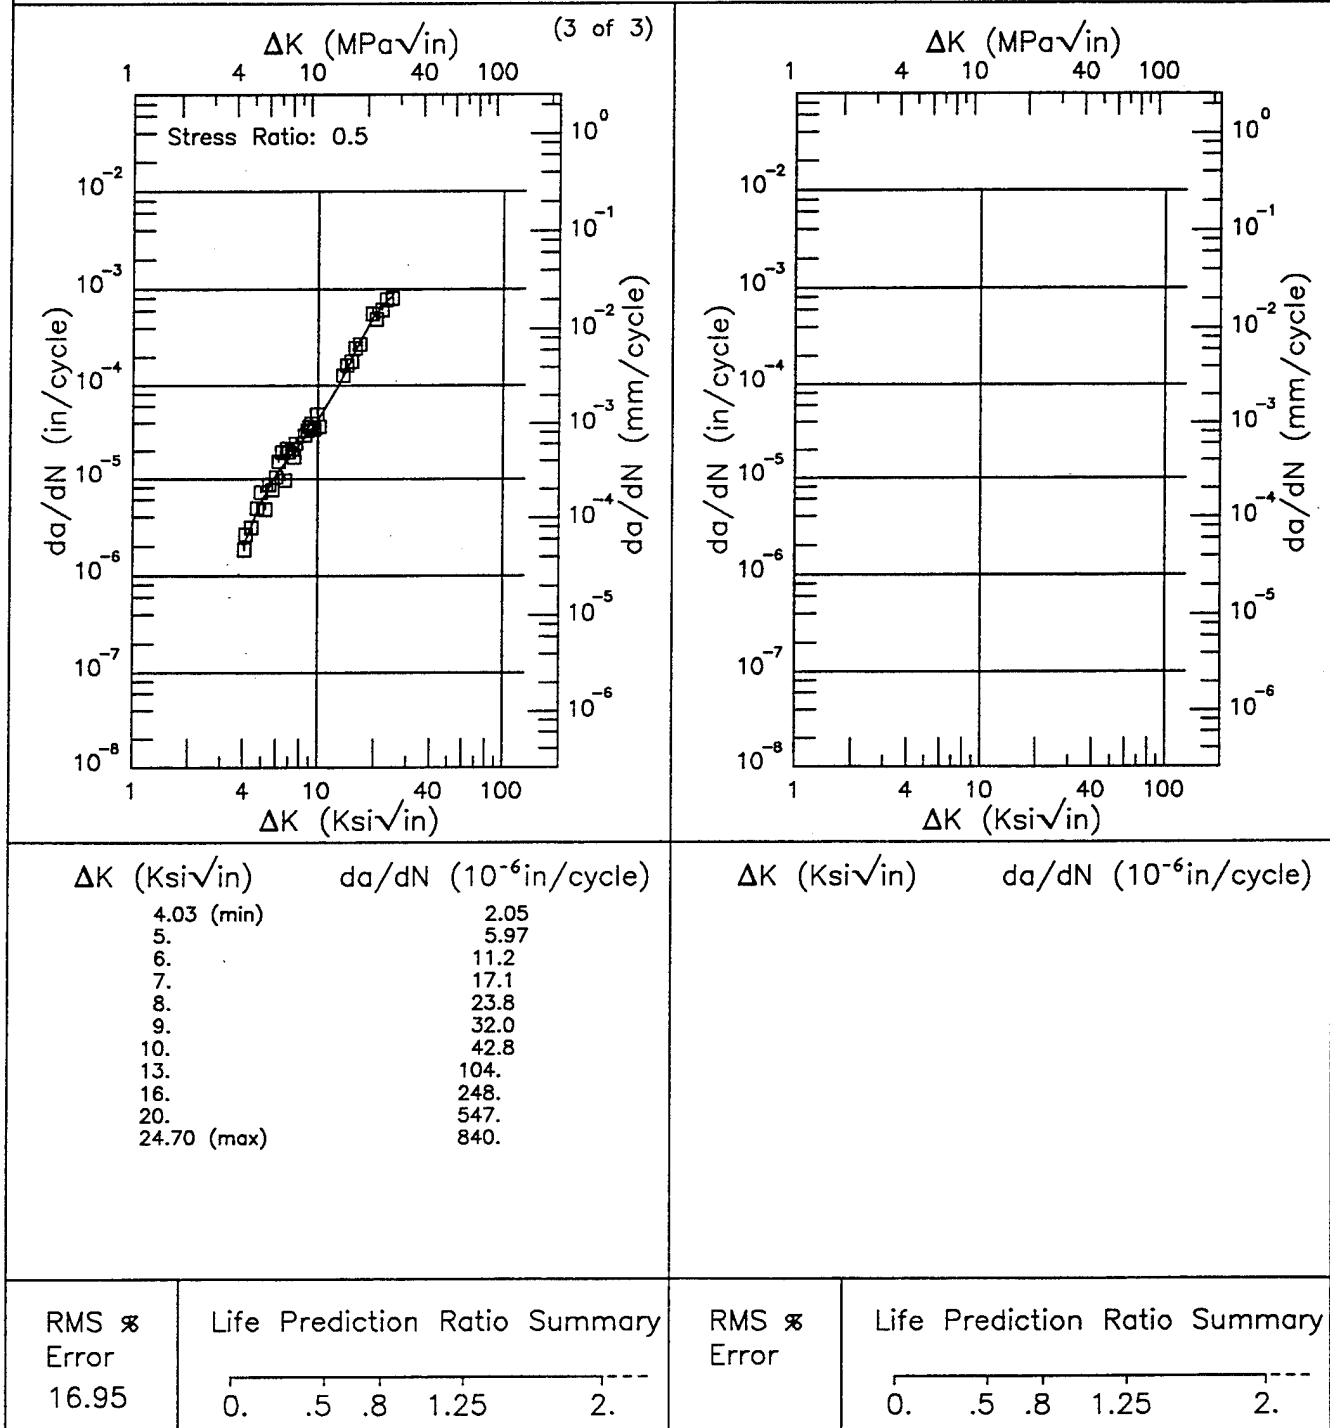 (3 of 3)
ΔK (MPa√in)
1 4 10 40 100
Stress Ratio: 0.5
10⁰
10⁻²
10⁻¹
10⁻³
10⁻²
10⁻⁴
10⁻³
10⁻⁵
10⁻⁴
10⁻⁶
10⁻⁵
10⁻⁷
10⁻⁶
10⁻⁸
da/dN (in/cycle)
da/dN (mm/cycle)
1 4 10 40 100
ΔK (Ksi√in)
ΔK (MPa√in)
1 4 10 40 100
10⁰
10⁻²
10⁻¹
10⁻³
10⁻²
10⁻⁴
10⁻³
10⁻⁵
10⁻⁴
10⁻⁶
10⁻⁵
10⁻⁷
10⁻⁶
10⁻⁸
da/dN (in/cycle)
da/dN (mm/cycle)
1 4 10 40 100
ΔK (Ksi√in)
ΔK (Ksi√in) da/dN (10⁻⁶in/cycle)
4.03 (min) 2.05
5. 5.97
6. 11.2
7. 17.1
8. 23.8
9. 32.0
10. 42.8
13. 104.
16. 248.
20. 547.
24.70 (max) 840.
ΔK (Ksi√in) da/dN (10⁻⁶in/cycle)
RMS %
Error
16.95
Life Prediction Ratio Summary
0. .5 .8 1.25 2.
RMS %
Error
Life Prediction Ratio Summary
0. .5 .8 1.25 2.